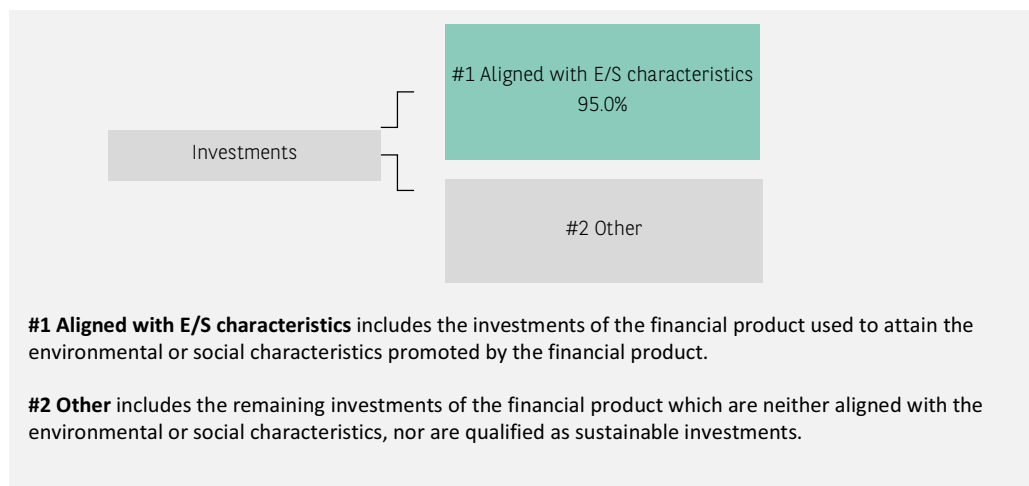 #1 Aligned with E/S characteristics
95.0%
Investments
#2 Other
#1 Aligned with E/S characteristics includes the investments of the financial product used to attain the
environmental or social characteristics promoted by the financial product.
#2 Other includes the remaining investments of the financial product which are neither aligned with the
environmental or social characteristics, nor are qualified as sustainable investments.